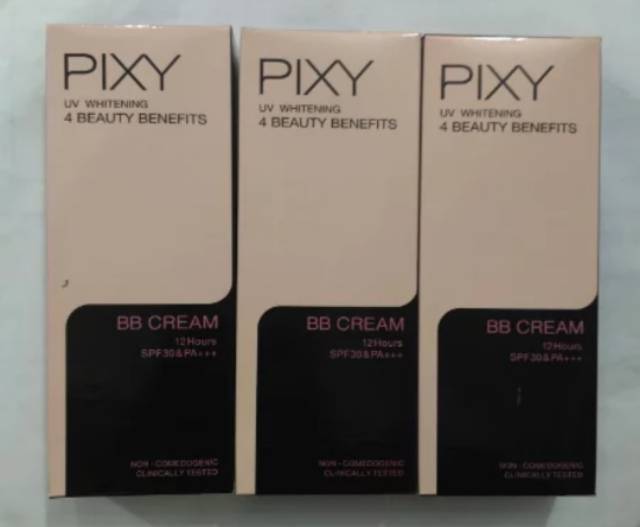 PIXY
UV WHITENING
4 BEAUTY BENEFITS
BB CREAM
12Hours
SPF30&PA+++
NON-COMEDOGENIC
CLINICALLY TESTED
PIXY
UV WHITENING
4 BEAUTY BENEFITS
BB CREAM
12Hours
SPF30&PA+++
NON-COMEDOGENIC
CLINICALLY TESTED
PIXY
UV WHITENING
4 BEAUTY BENEFITS
BB CREAM
12Hours
SPF30&PA+++
NON-COMEDOGENIC
CLINICALLY TESTED